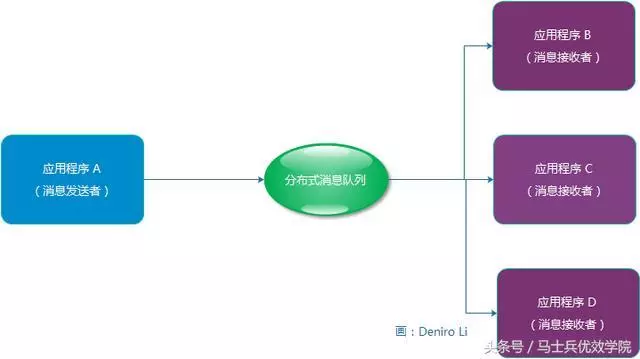 应用程序 A
（消息发送者）
分布式消息队列
应用程序 B
（消息接收者）
应用程序 C
（消息接收者）
应用程序 D
（消息接收者）
画：Deniro Li
头条号／马士兵优效学院